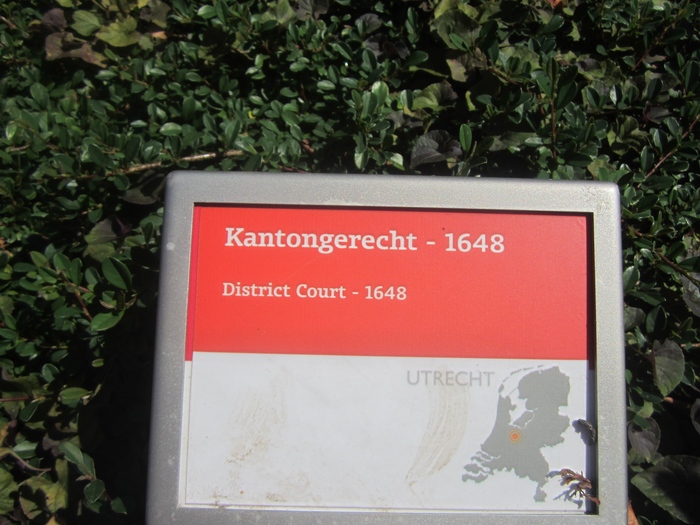 Kantongerecht - 1648
District Court - 1648
UTRECHT